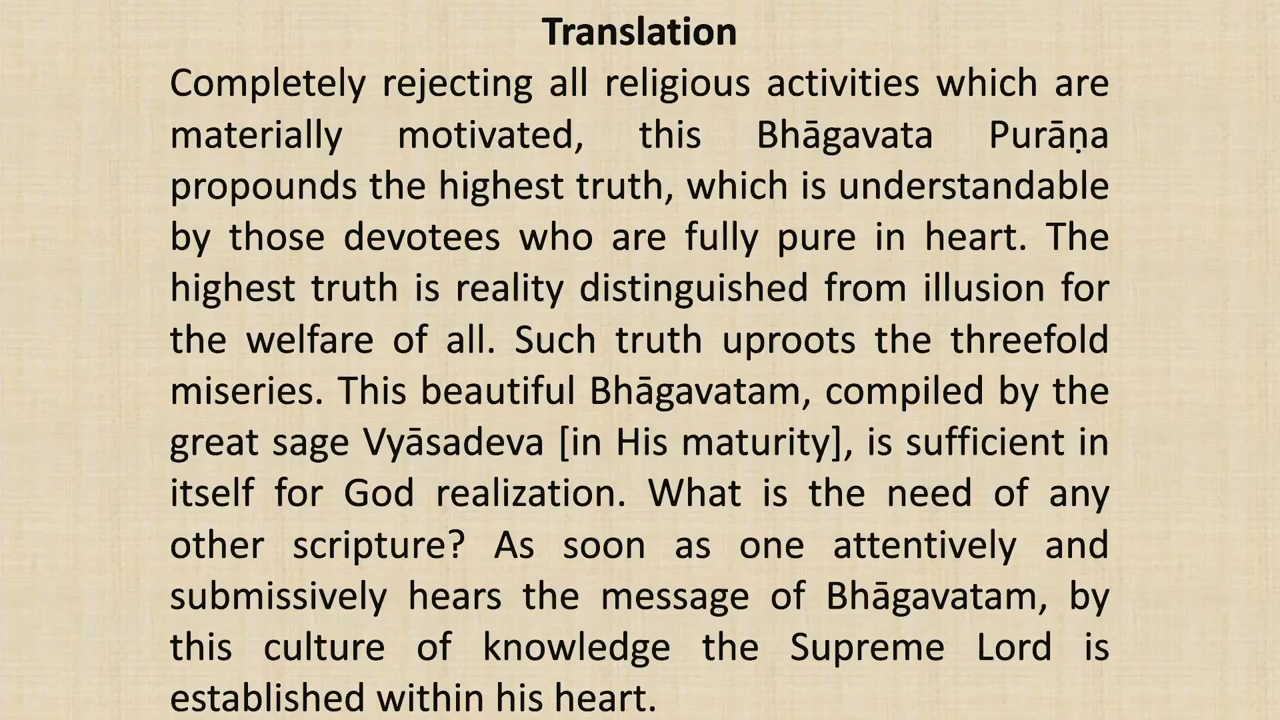 Translation
Completely rejecting all religious activities which are
materially motivated, this Bhāgavata Purāṇa
propounds the highest truth, which is understandable
by those devotees who are fully pure in heart. The
highest truth is reality distinguished from illusion for
the welfare of all. Such truth uproots the threefold
miseries. This beautiful Bhāgavatam, compiled by the
great sage Vyāsadeva [in His maturity], is sufficient in
itself for God realization. What is the need of any
other scripture? As soon as one attentively and
submissively hears the message of Bhāgavatam, by
this culture of knowledge the Supreme Lord is
established within his heart.